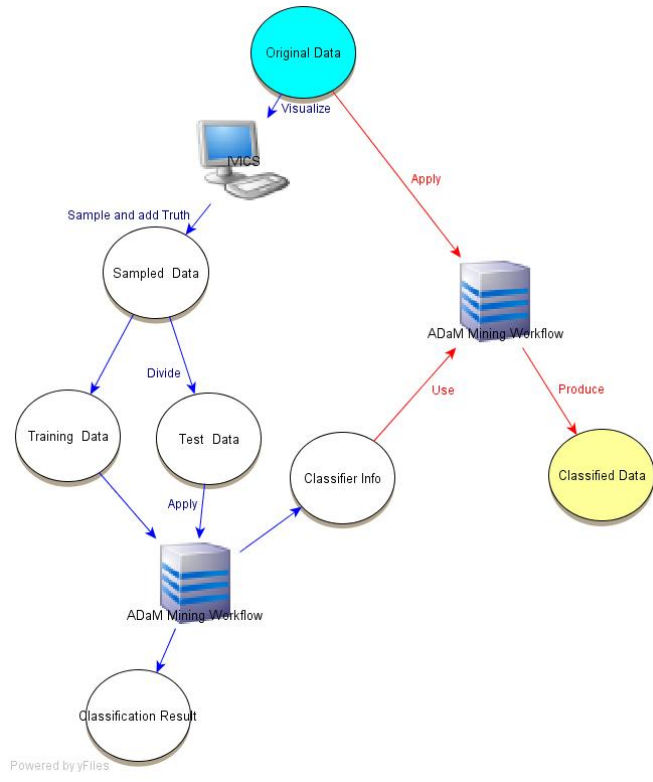 Original Data
Visualize
IVICS
Apply
Sample and add Truth
Sampled Data
ADaM Mining Workflow
Divide
Use
Produce
Training Data
Test Data
Classifier Info
Classified Data
Apply
ADaM Mining Workflow
Classification Result
Powered by yFiles